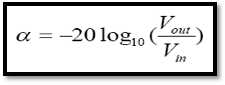 α = −20 log₁₀ (V_out / V_in)